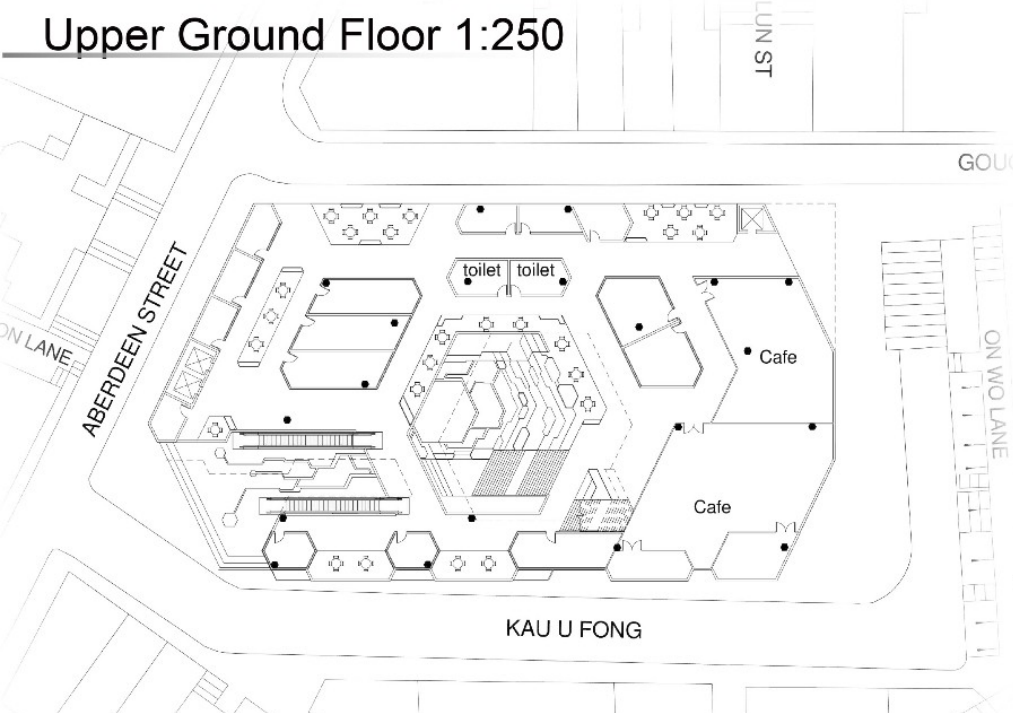 Upper Ground Floor 1:250
LUN ST
GOUG
ABERDEEN STREET
ON LANE
toilet toilet
Cafe
ON WO LANE
Cafe
KAU U FONG